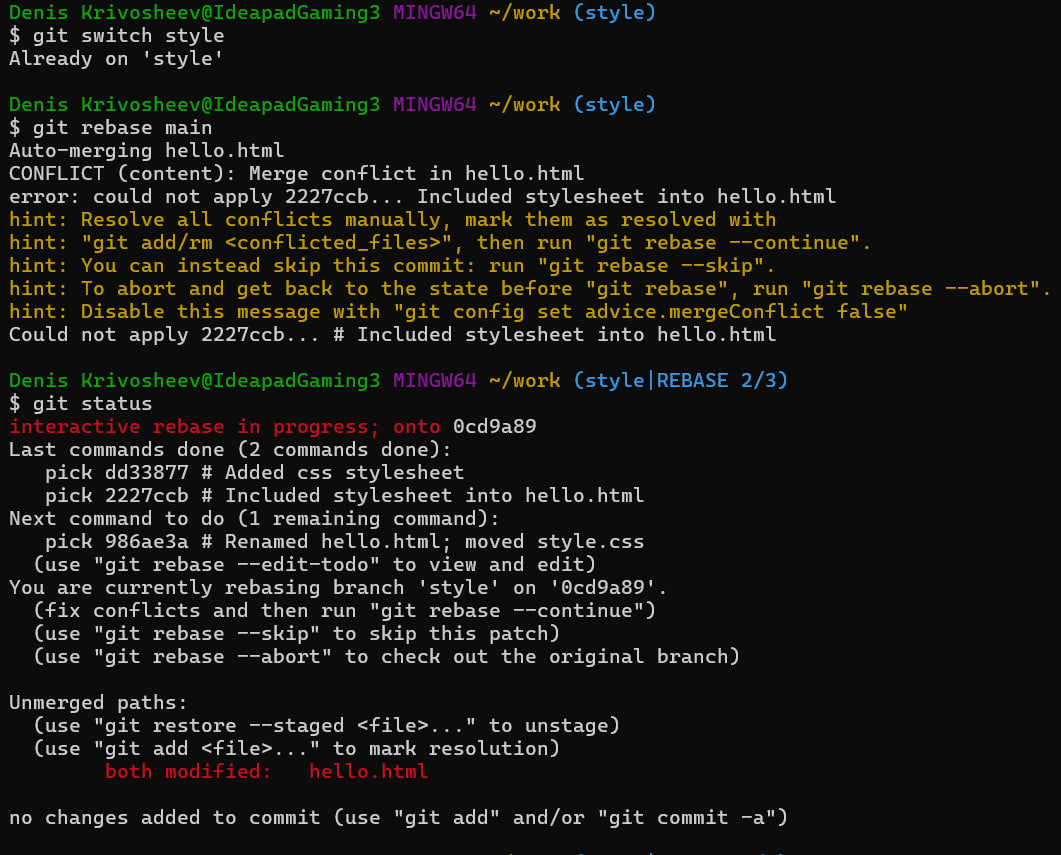 Denis Krivosheev@IdeapadGaming3 MINGW64 ~/work (style)
$ git switch style
Already on 'style'
Denis Krivosheev@IdeapadGaming3 MINGW64 ~/work (style)
$ git rebase main
Auto-merging hello.html
CONFLICT (content): Merge conflict in hello.html
error: could not apply 2227ccb... Included stylesheet into hello.html
hint: Resolve all conflicts manually, mark them as resolved with
hint: "git add/rm <conflicted_files>", then run "git rebase --continue".
hint: You can instead skip this commit: run "git rebase --skip".
hint: To abort and get back to the state before "git rebase", run "git rebase --abort".
hint: Disable this message with "git config set advice.mergeConflict false"
Could not apply 2227ccb... # Included stylesheet into hello.html
Denis Krivosheev@IdeapadGaming3 MINGW64 ~/work (style|REBASE 2/3)
$ git status
interactive rebase in progress; onto 0cd9a89
Last commands done (2 commands done):
   pick dd33877 # Added css stylesheet
   pick 2227ccb # Included stylesheet into hello.html
Next command to do (1 remaining command):
   pick 986ae3a # Renamed hello.html; moved style.css
  (use "git rebase --edit-todo" to view and edit)
You are currently rebasing branch 'style' on '0cd9a89'.
  (fix conflicts and then run "git rebase --continue")
  (use "git rebase --skip" to skip this patch)
  (use "git rebase --abort" to check out the original branch)
Unmerged paths:
  (use "git restore --staged <file>..." to unstage)
  (use "git add <file>..." to mark resolution)
        both modified:   hello.html
no changes added to commit (use "git add" and/or "git commit -a")